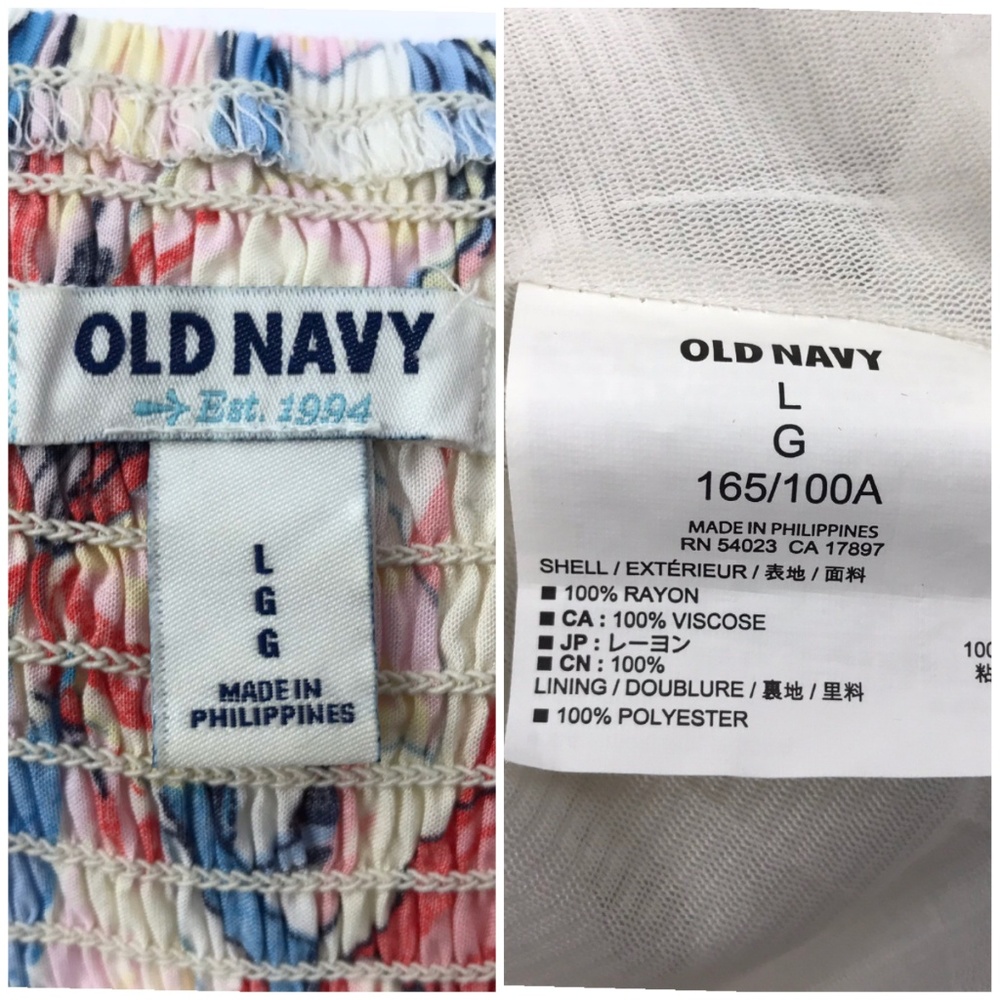 OLD NAVY
Est. 1994
L
G
G
MADE IN
PHILIPPINES
OLD NAVY
L
G
165/100A
MADE IN PHILIPPINES
RN 54023 CA 17897
SHELL / EXTÉRIEUR / 表地 / 面料
■ 100% RAYON
■ CA : 100% VISCOSE
■ JP : レーヨン 100
■ CN : 100% 粘
LINING / DOUBLURE / 裏地 / 里料
■ 100% POLYESTER